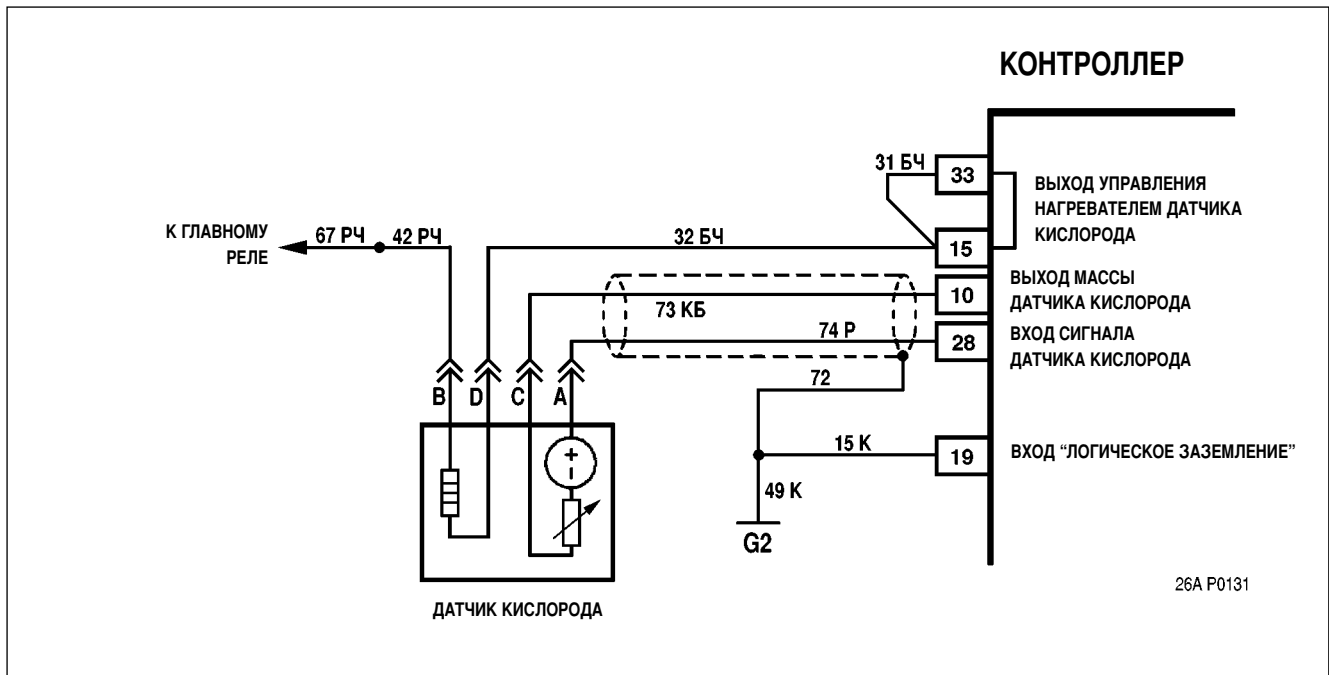 КОНТРОЛЛЕР
31 БЧ
33
ВЫХОД УПРАВЛЕНИЯ
НАГРЕВАТЕЛЕМ ДАТЧИКА
КИСЛОРОДА
К ГЛАВНОМУ
РЕЛЕ
67 РЧ
42 РЧ
32 БЧ
15
73 КБ
10
ВЫХОД МАССЫ
ДАТЧИКА КИСЛОРОДА
74 Р
28
ВХОД СИГНАЛА
ДАТЧИКА КИСЛОРОДА
B
D
C
A
72
15 К
19
ВХОД “ЛОГИЧЕСКОЕ ЗАЗЕМЛЕНИЕ”
+
–
49 К
G2
ДАТЧИК КИСЛОРОДА
26A P0131